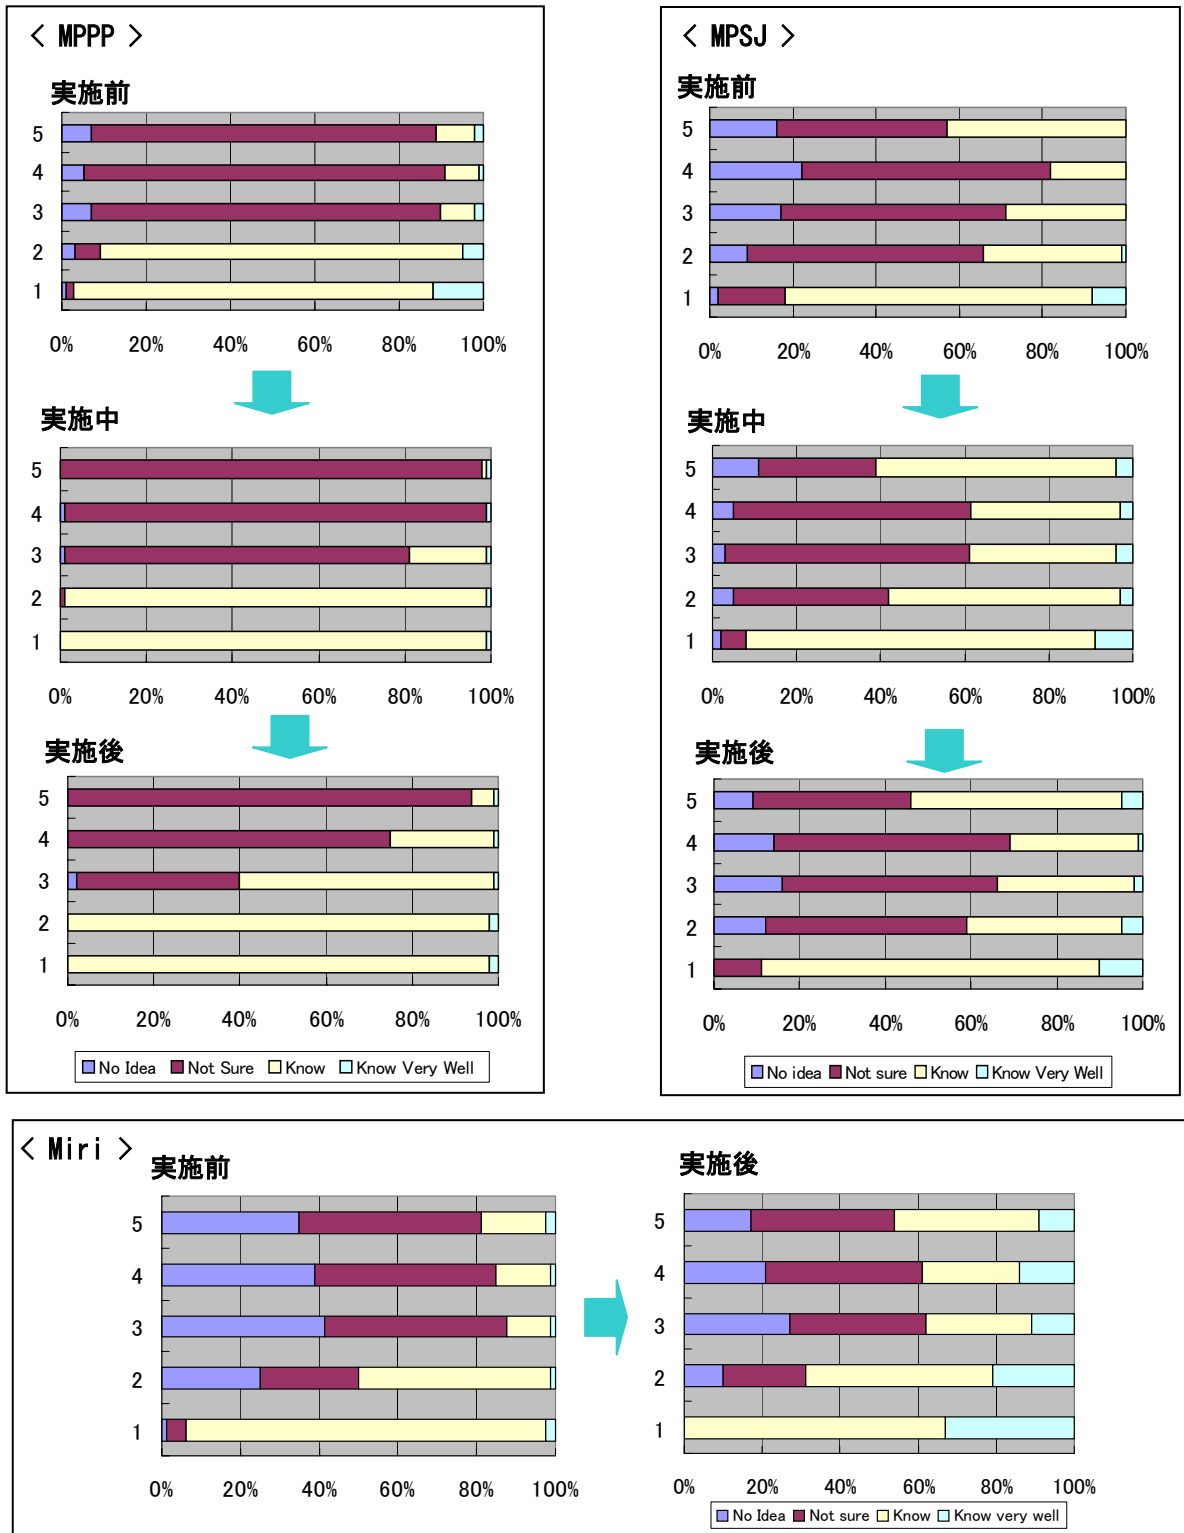 < MPPP >
実施前
5
4
3
2
1
0% 20% 40% 60% 80% 100%
実施中
5
4
3
2
1
0% 20% 40% 60% 80% 100%
実施後
5
4
3
2
1
0% 20% 40% 60% 80% 100%
No Idea Not Sure Know Know Very Well
< MPSJ >
実施前
5
4
3
2
1
0% 20% 40% 60% 80% 100%
実施中
5
4
3
2
1
0% 20% 40% 60% 80% 100%
実施後
5
4
3
2
1
0% 20% 40% 60% 80% 100%
No idea Not sure Know Know Very Well
< Miri >
実施前
5
4
3
2
1
0% 20% 40% 60% 80% 100%
実施後
5
4
3
2
1
0% 20% 40% 60% 80% 100%
No Idea Not sure Know Know very well